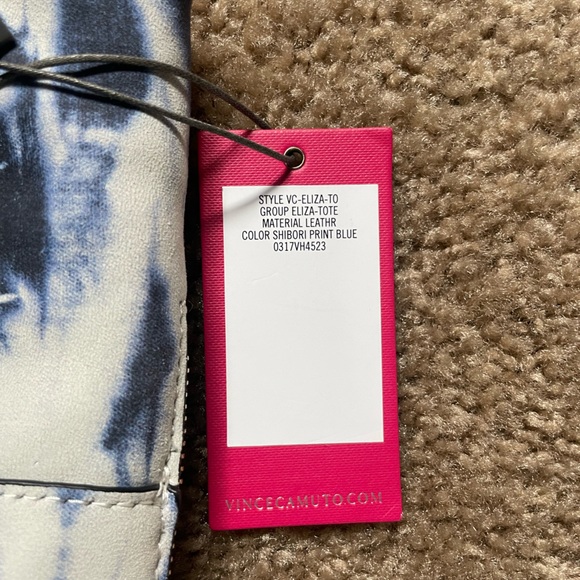 STYLE VC-ELIZA-TO
GROUP ELIZA-TOTE
MATERIAL LEATHR
COLOR SHIBORI PRINT BLUE
0317VH4523
VINCECAMUTO.COM